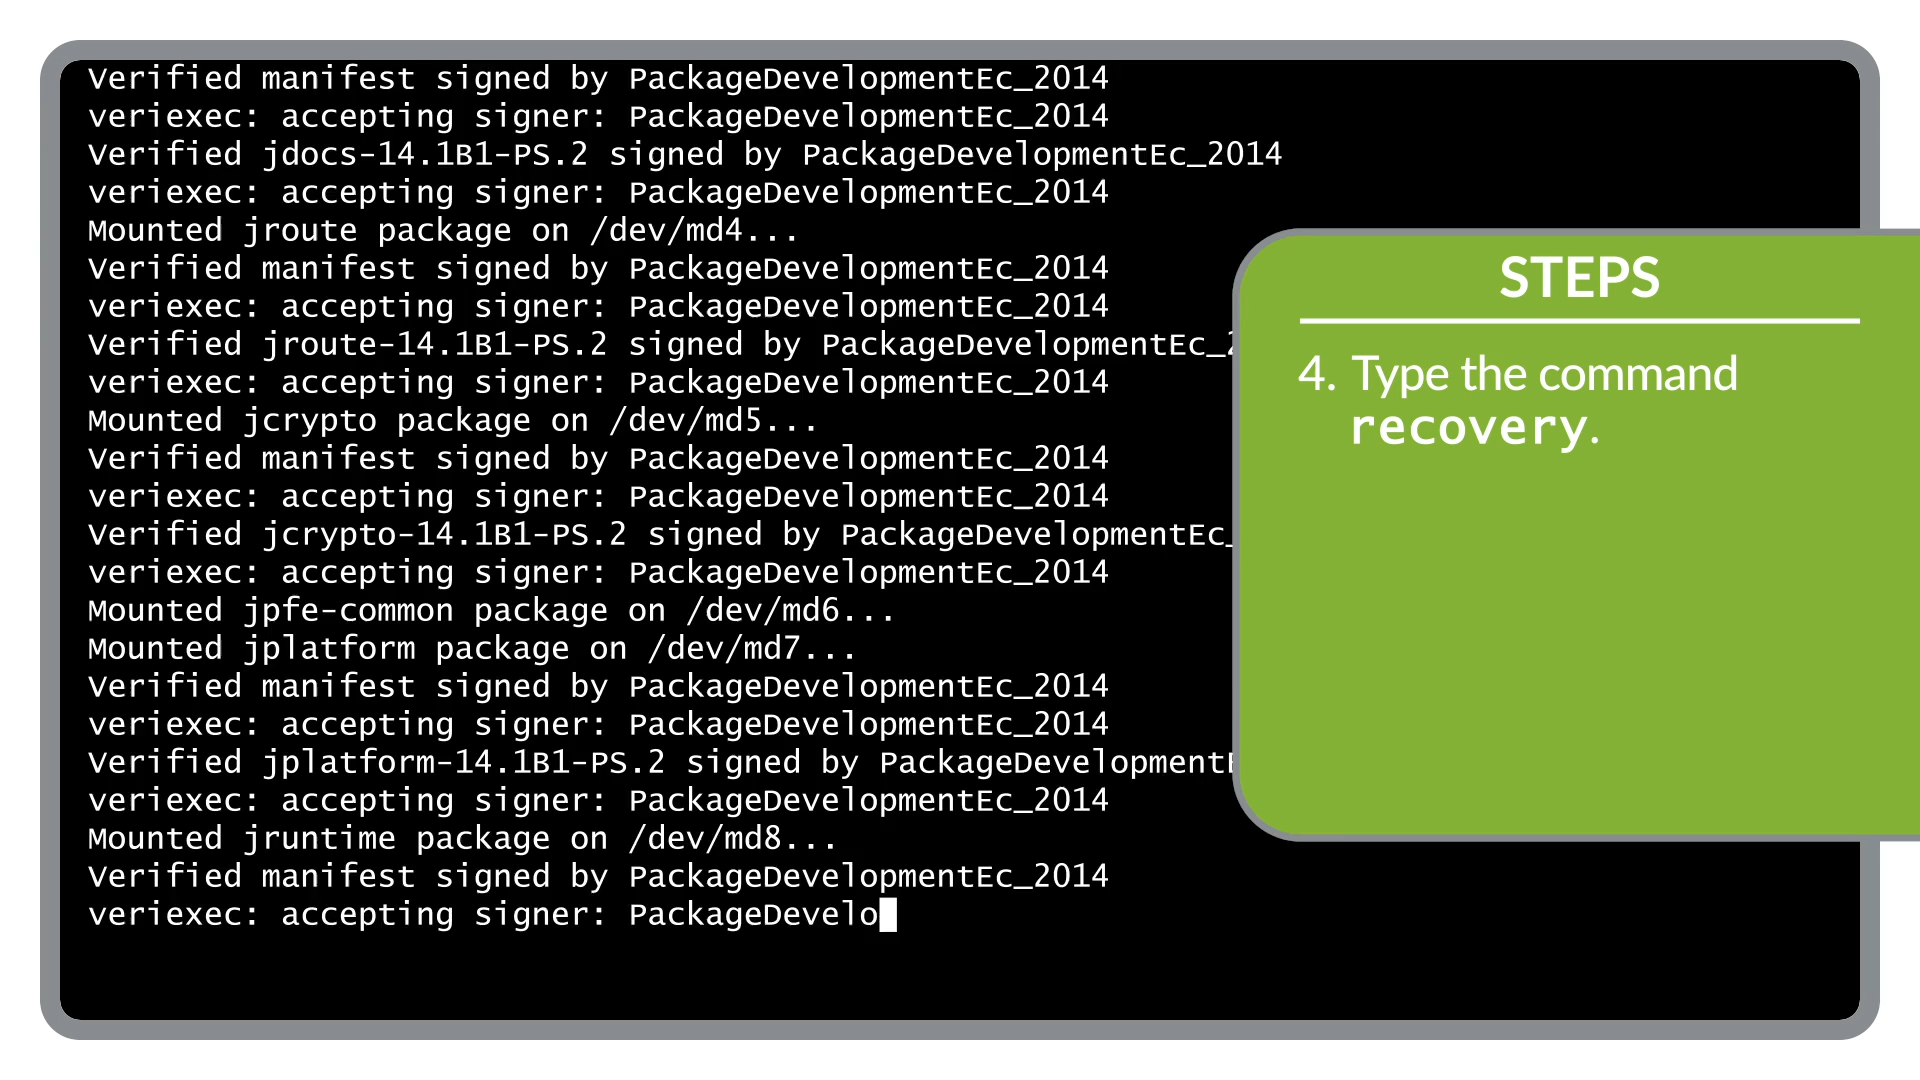 Verified manifest signed by PackageDevelopmentEc_2014
veriexec: accepting signer: PackageDevelopmentEc_2014
Verified jdocs-14.1B1-PS.2 signed by PackageDevelopmentEc_2014
veriexec: accepting signer: PackageDevelopmentEc_2014
Mounted jroute package on /dev/md4...
Verified manifest signed by PackageDevelopmentEc_2014
veriexec: accepting signer: PackageDevelopmentEc_2014
Verified jroute-14.1B1-PS.2 signed by PackageDevelopmentEc_2
veriexec: accepting signer: PackageDevelopmentEc_2014
Mounted jcrypto package on /dev/md5...
Verified manifest signed by PackageDevelopmentEc_2014
veriexec: accepting signer: PackageDevelopmentEc_2014
Verified jcrypto-14.1B1-PS.2 signed by PackageDevelopmentEc_
veriexec: accepting signer: PackageDevelopmentEc_2014
Mounted jpfe-common package on /dev/md6...
Mounted jplatform package on /dev/md7...
Verified manifest signed by PackageDevelopmentEc_2014
veriexec: accepting signer: PackageDevelopmentEc_2014
Verified jplatform-14.1B1-PS.2 signed by PackageDevelopmentE
veriexec: accepting signer: PackageDevelopmentEc_2014
Mounted jruntime package on /dev/md8...
Verified manifest signed by PackageDevelopmentEc_2014
veriexec: accepting signer: PackageDevelo
STEPS
4. Type the command
recovery.